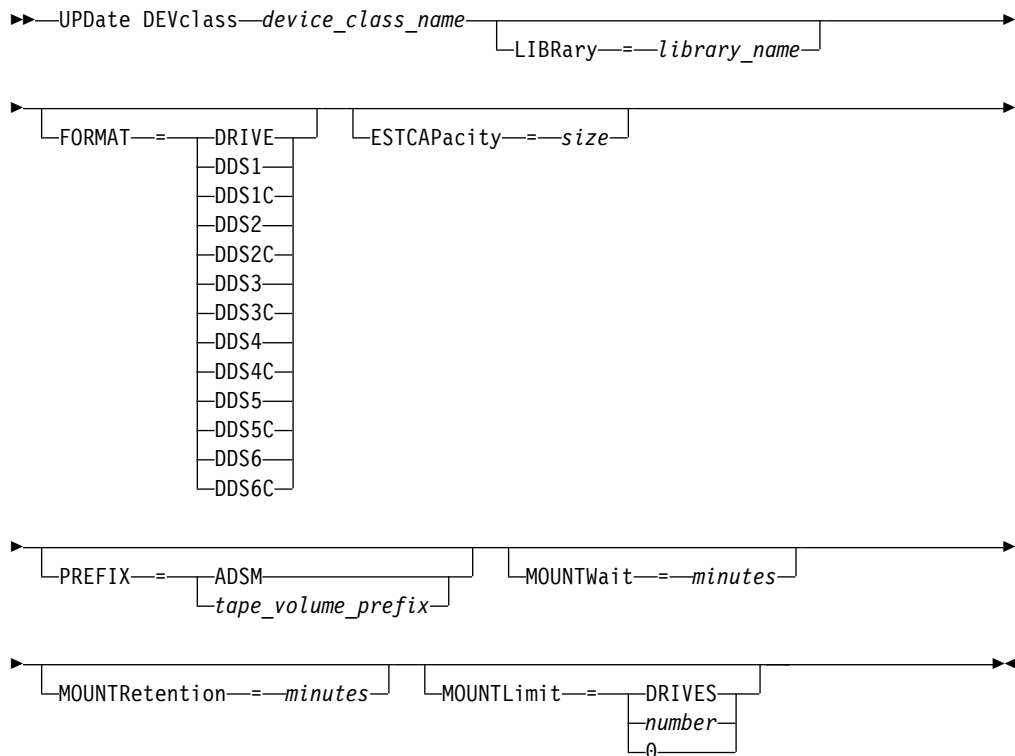 UPDate DEVclass device_class_name
LIBRary = library_name
FORMAT = DRIVE
DDS1
DDS1C
DDS2
DDS2C
DDS3
DDS3C
DDS4
DDS4C
DDS5
DDS5C
DDS6
DDS6C
ESTCAPacity = size
PREFIX = ADSM
tape_volume_prefix
MOUNTWait = minutes
MOUNTRetention = minutes
MOUNTLimit = DRIVES
number
0